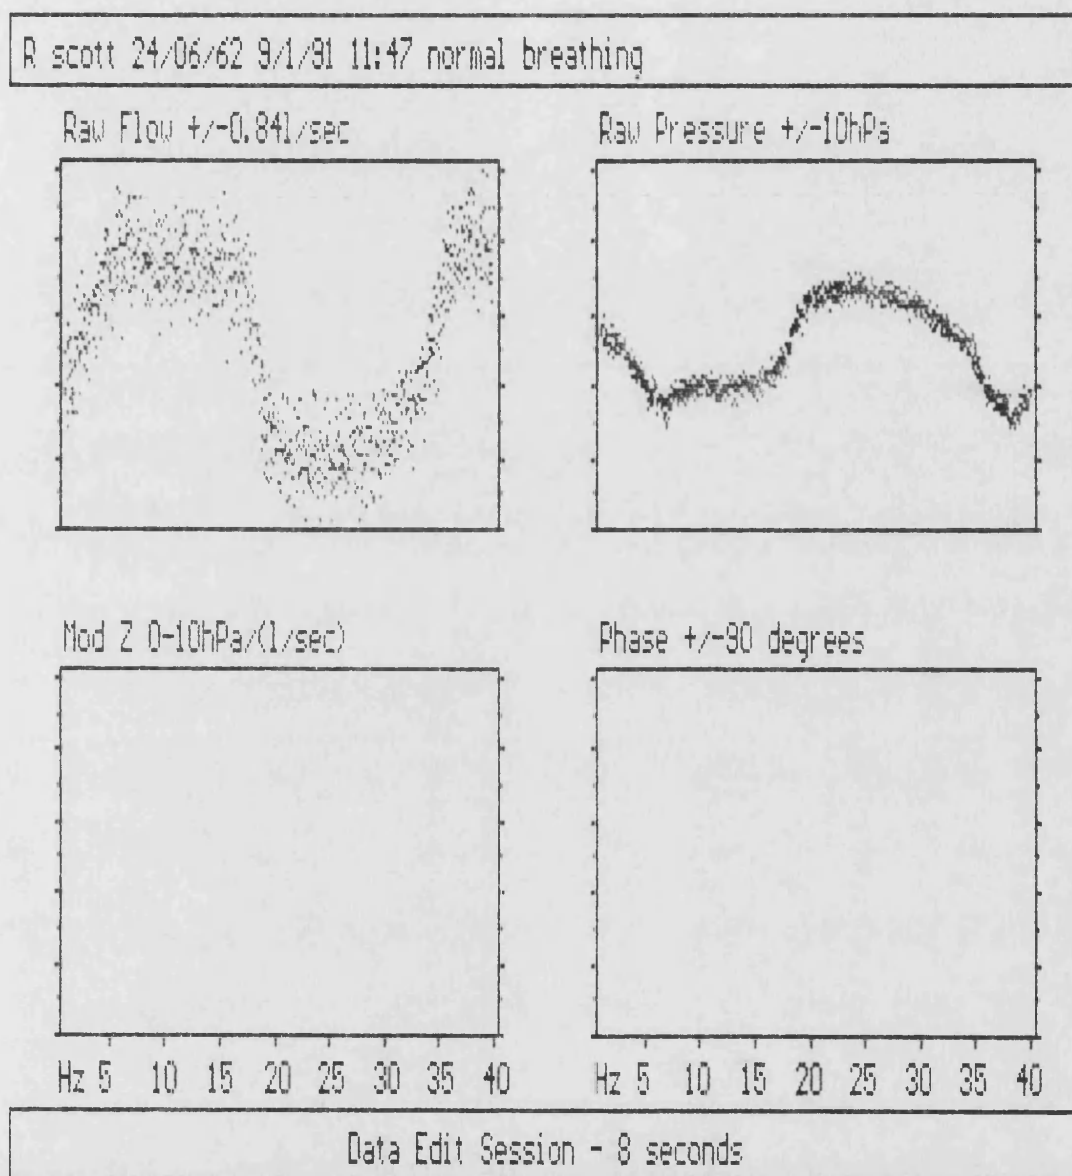 R scott 24/06/62 9/1/91 11:47 normal breathing
Raw Flow +/-0.84l/sec
Raw Pressure +/-10hPa
Mod Z 0-10hPa/(l/sec)
Phase +/-90 degrees
Hz 5 10 15 20 25 30 35 40
Hz 5 10 15 20 25 30 35 40
Data Edit Session - 8 seconds